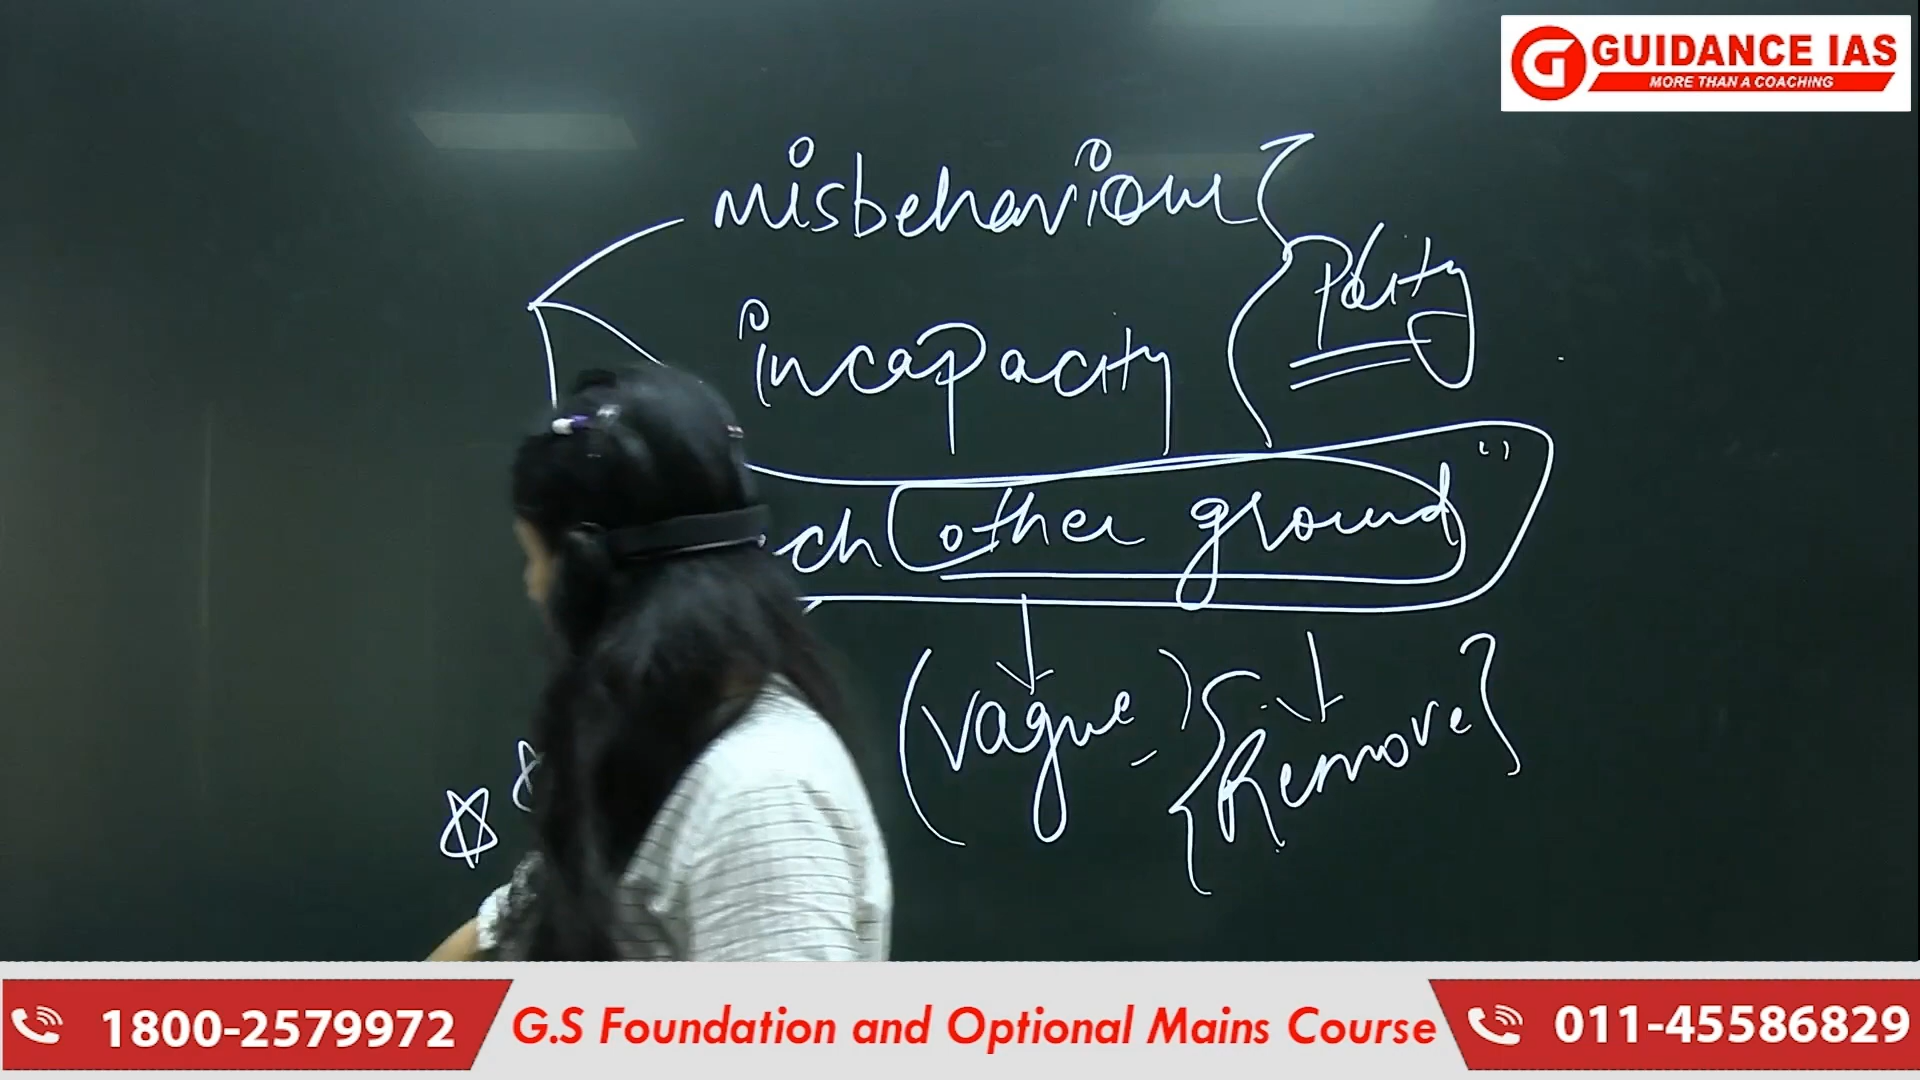 GUIDANCE IAS
MORE THAN A COACHING
misbehaviour
Polity
incapacity
ch other ground
(vague)
{Remove}
1800-2579972
G.S Foundation and Optional Mains Course
011-45586829